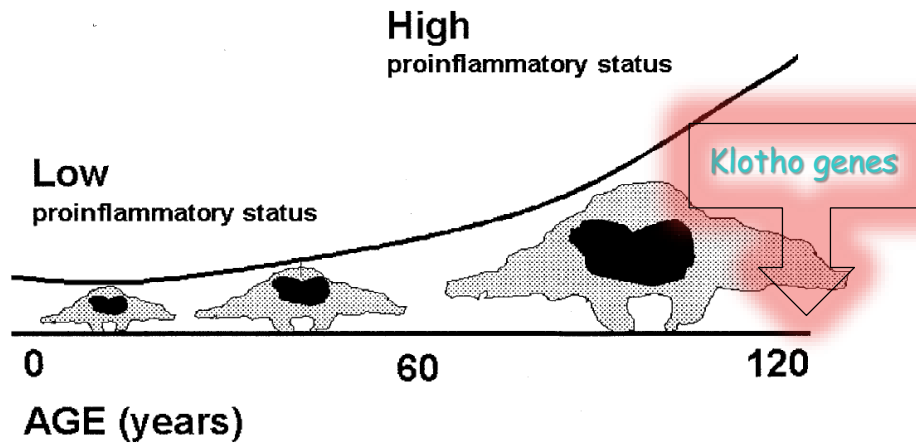 High
proinflammatory status
Klotho genes
Low
proinflammatory status
0 60 120
AGE (years)